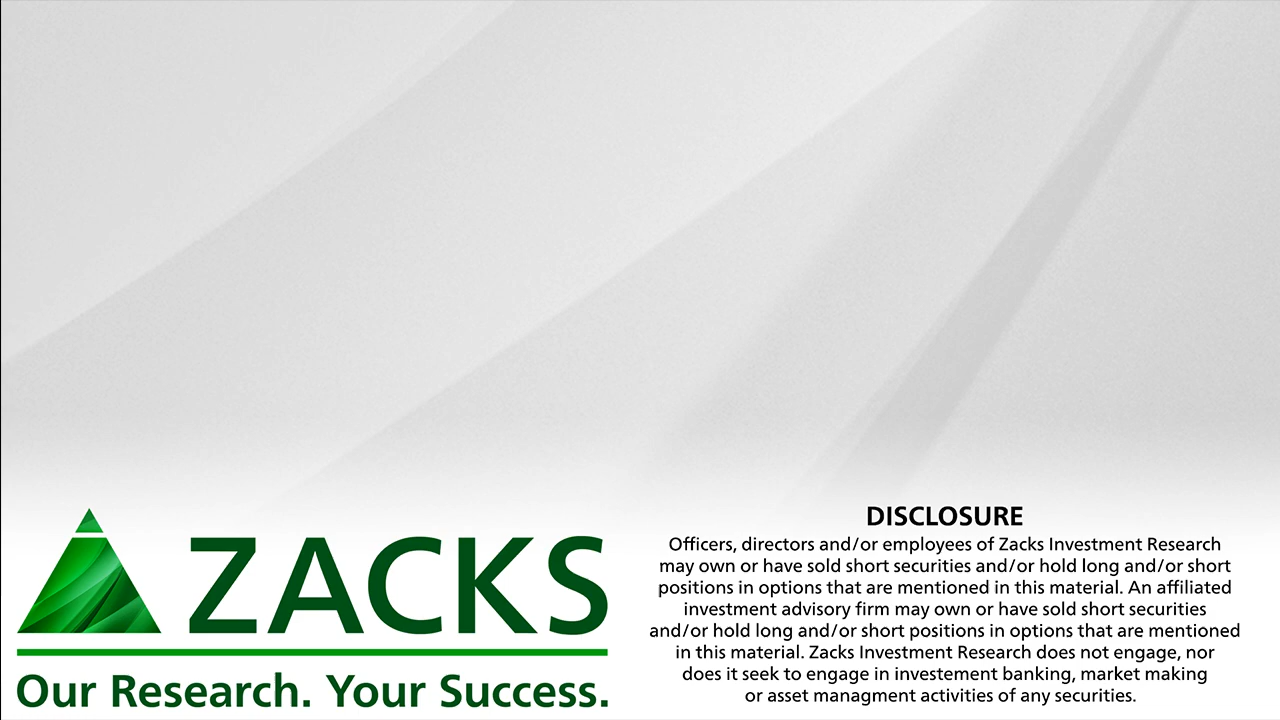 ZACKS
Our Research. Your Success.
DISCLOSURE
Officers, directors and/or employees of Zacks Investment Research
may own or have sold short securities and/or hold long and/or short
positions in options that are mentioned in this material. An affiliated
investment advisory firm may own or have sold short securities
and/or hold long and/or short positions in options that are mentioned
in this material. Zacks Investment Research does not engage, nor
does it seek to engage in investement banking, market making
or asset managment activities of any securities.